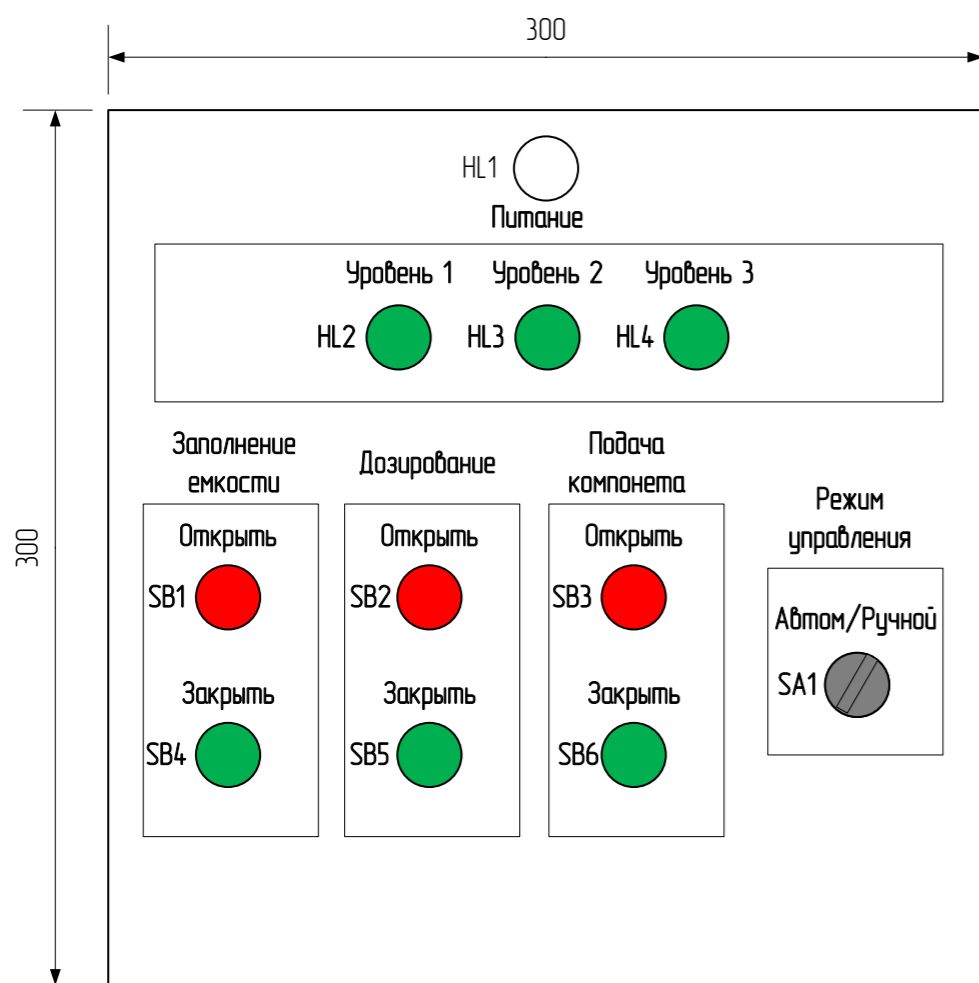 300
300
HL1
Питание
Уровень 1 Уровень 2 Уровень 3
HL2 HL3 HL4
Заполнение
емкости
Дозирование
Подача
компонета
Режим
управления
Открыть Открыть Открыть
SB1 SB2 SB3
Автом/Ручной
SA1
Закрыть Закрыть Закрыть
SB4 SB5 SB6